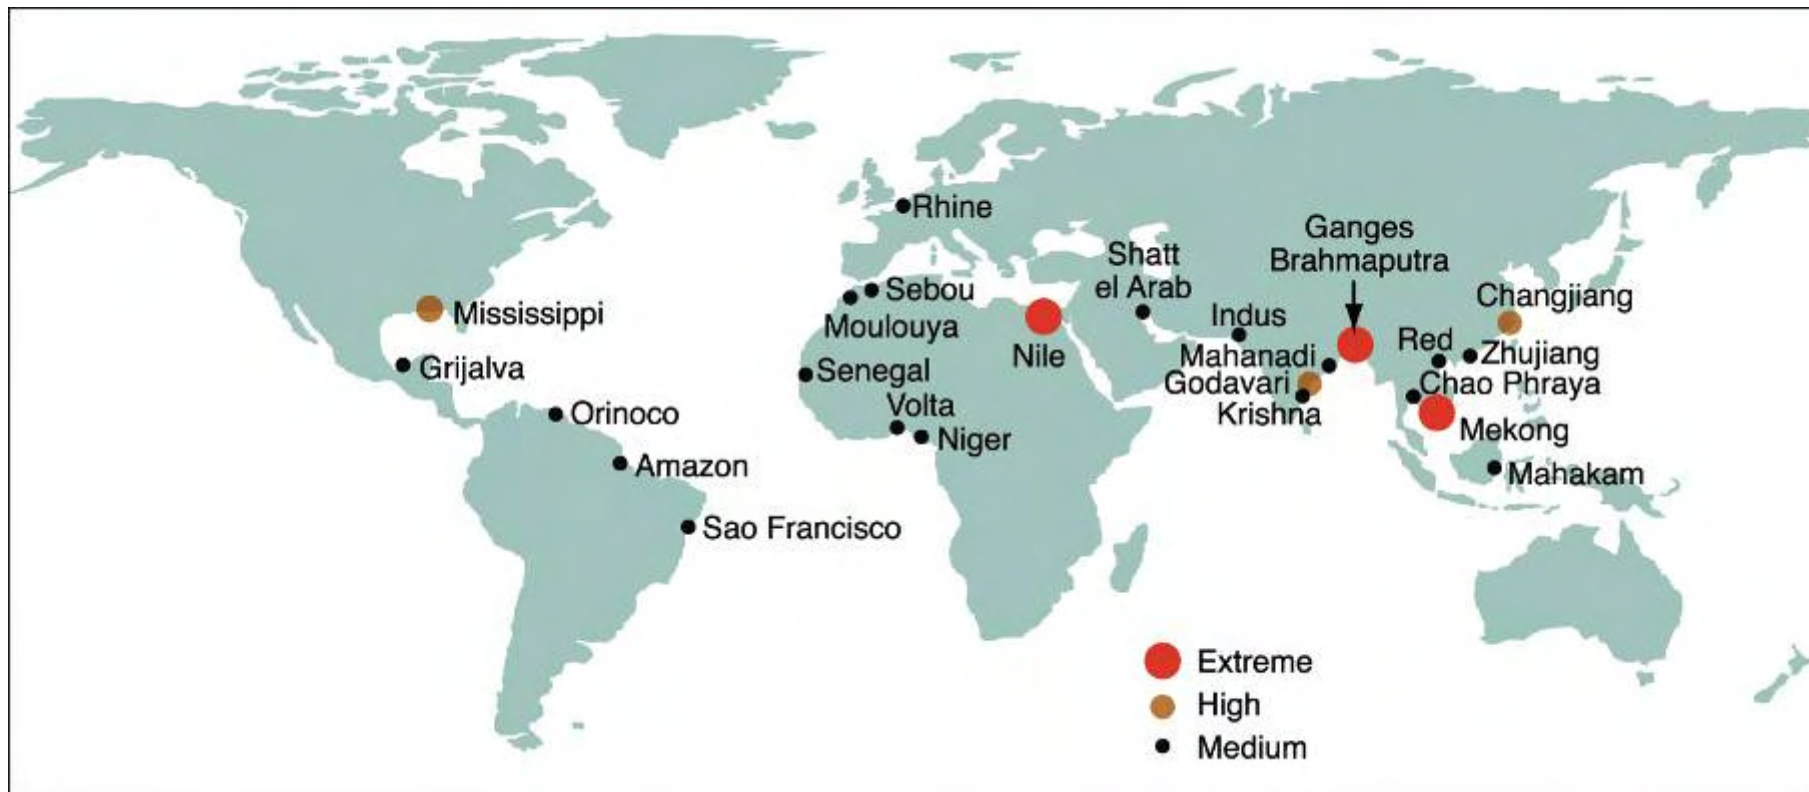 Rhine
Ganges
Brahmaputra
Shatt
el Arab
Sebou
Changjiang
Mississippi
Indus
Moulouya
Red
Nile
Mahanadi
Zhujiang
Grijalva
Senegal
Godavari
Chao Phraya
Volta
Krishna
Orinoco
Niger
Mekong
Amazon
Mahakam
Sao Francisco
Extreme
High
Medium